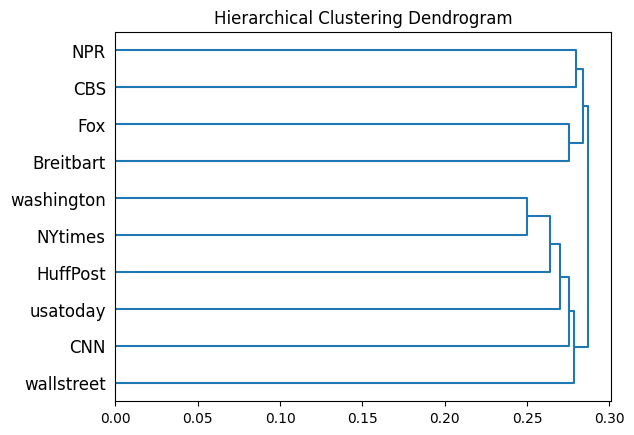 Hierarchical Clustering Dendrogram
NPR
CBS
Fox
Breitbart
washington
NYtimes
HuffPost
usatoday
CNN
wallstreet
0.00 0.05 0.10 0.15 0.20 0.25 0.30